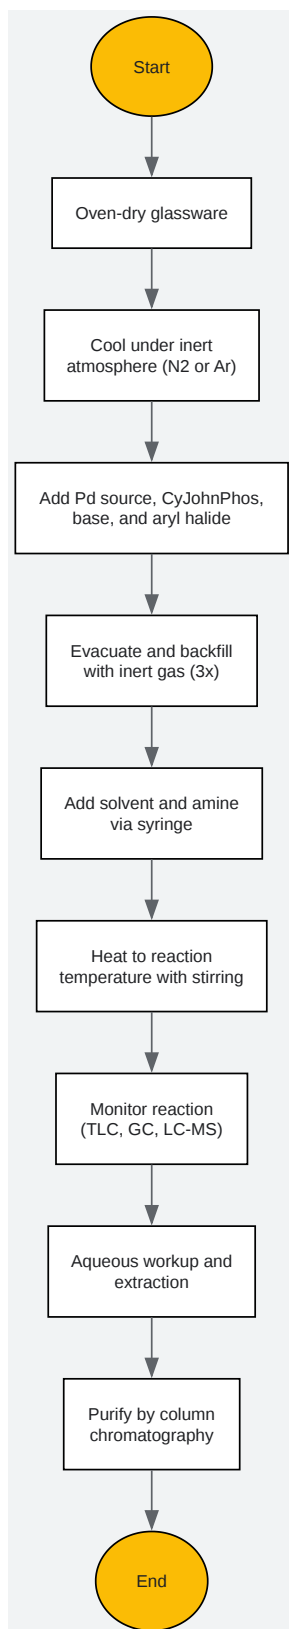 Start
Oven-dry glassware
Cool under inert
atmosphere (N2 or Ar)
Add Pd source, CyJohnPhos,
base, and aryl halide
Evacuate and backfill
with inert gas (3x)
Add solvent and amine
via syringe
Heat to reaction
temperature with stirring
Monitor reaction
(TLC, GC, LC-MS)
Aqueous workup and
extraction
Purify by column
chromatography
End